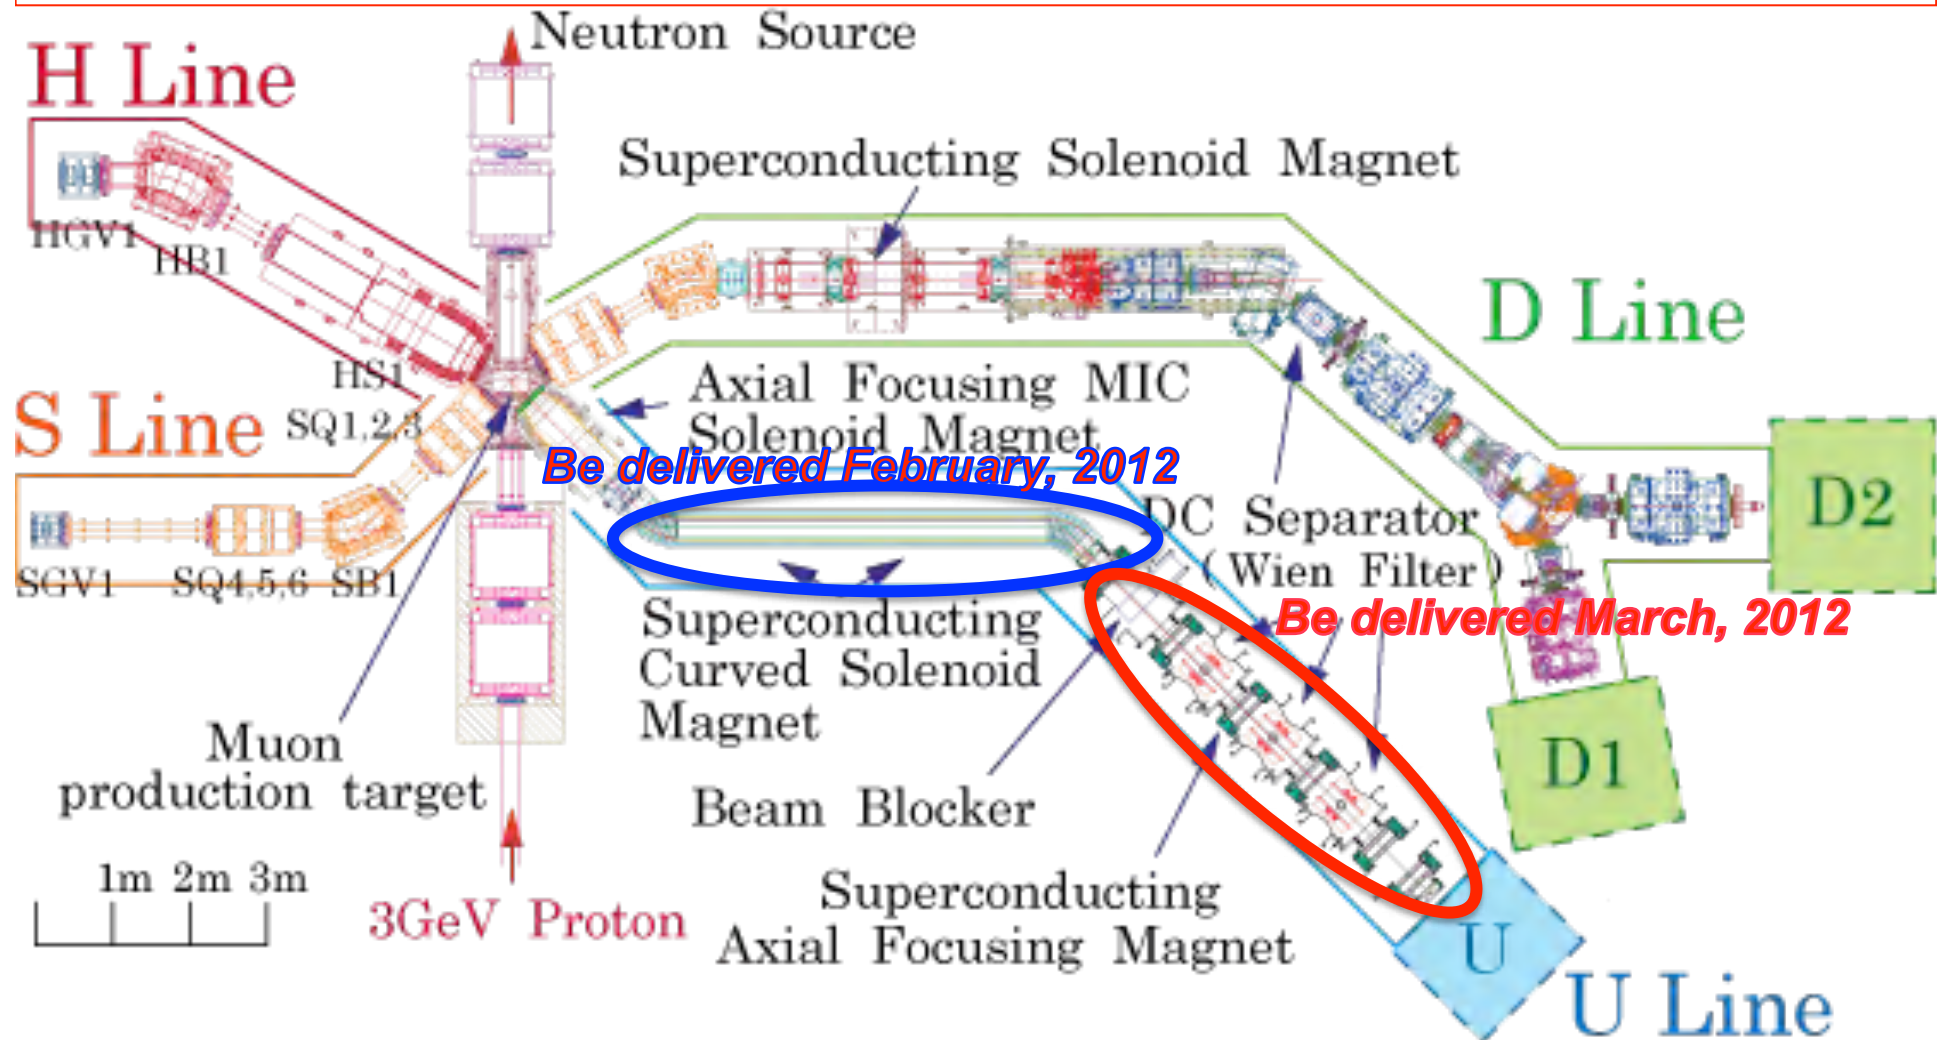 Neutron Source
H Line
Superconducting Solenoid Magnet
HGV1
HB1
D Line
HS1
Axial Focusing MIC
Solenoid Magnet
S Line
SQ1,2,3
Be delivered February, 2012
D2
DC Separator
( Wien Filter )
SGV1
SQ4,5,6
SB1
Superconducting
Curved Solenoid
Magnet
Be delivered March, 2012
Muon
production target
D1
Beam Blocker
1m 2m 3m
3GeV Proton
Superconducting
Axial Focusing Magnet
U
U Line